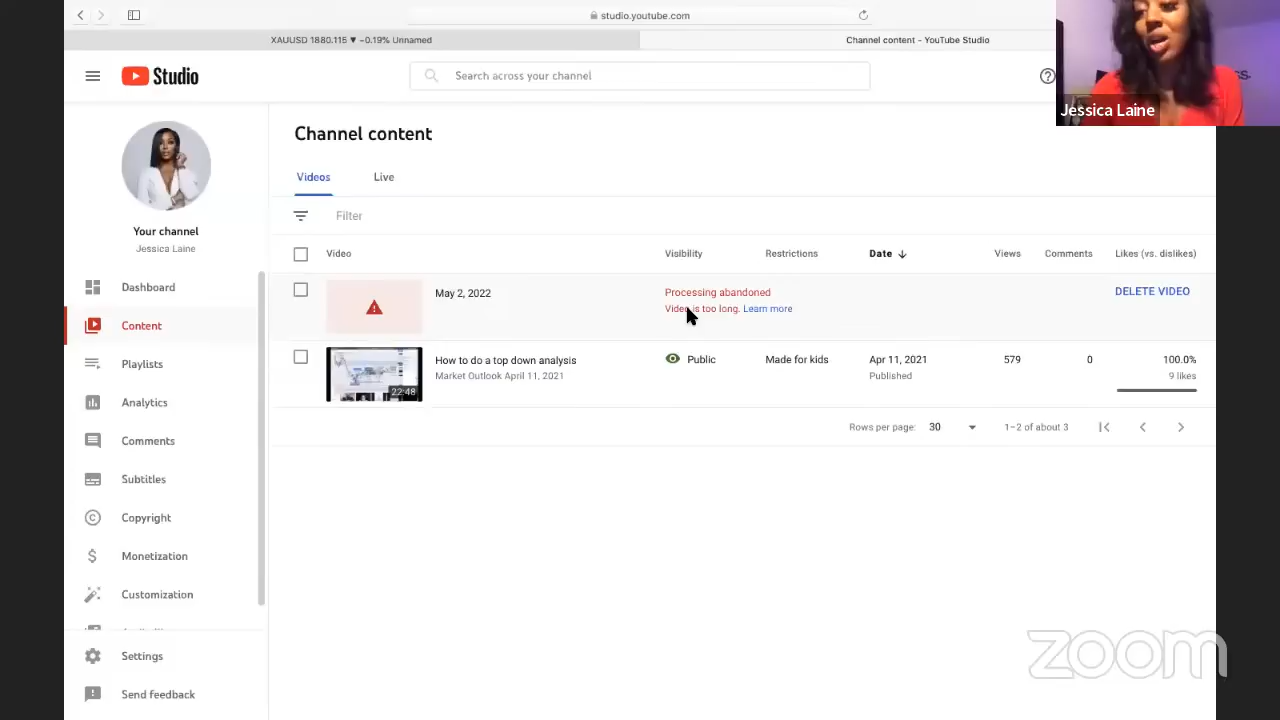 studio.youtube.com
XAUUSD 1880.115 ▼ −0.19% Unnamed
Channel content - YouTube Studio
Studio
Search across your channel
Jessica Laine
Channel content
Videos
Live
Your channel
Jessica Laine
Filter
Video
Visibility
Restrictions
Date
Views
Comments
Likes (vs. dislikes)
Dashboard
May 2, 2022
Processing abandoned
Video is too long. Learn more
DELETE VIDEO
Content
Playlists
22:48
How to do a top down analysis
Market Outlook April 11, 2021
Public
Made for kids
Apr 11, 2021
Published
579
0
100.0%
9 likes
Analytics
Rows per page: 30
1–2 of about 3
Comments
Subtitles
Copyright
Monetization
Customization
Settings
Send feedback
zoom